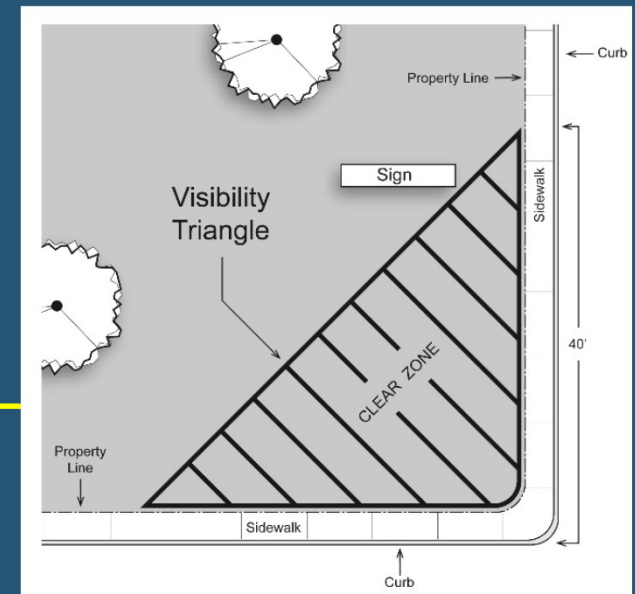 Curb
Property Line
Sign
Sidewalk
Visibility
Triangle
40'
CLEAR ZONE
Property
Line
Sidewalk
Curb